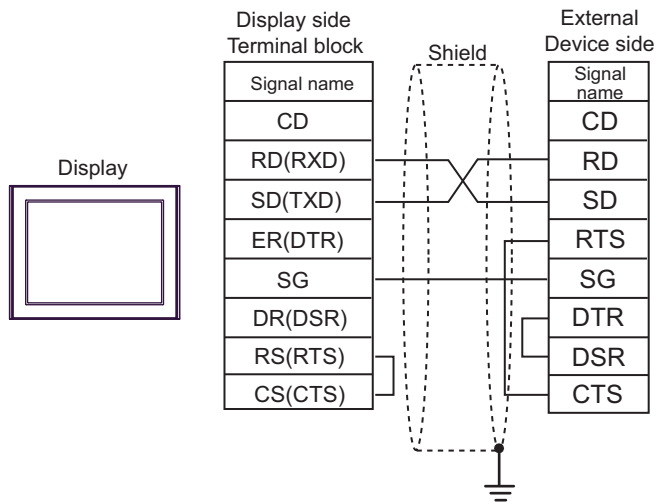 Display side
Terminal block
Signal name
CD
RD(RXD)
SD(TXD)
ER(DTR)
SG
DR(DSR)
RS(RTS)
CS(CTS)
Display
Shield
External
Device side
Signal
name
CD
RD
SD
RTS
SG
DTR
DSR
CTS